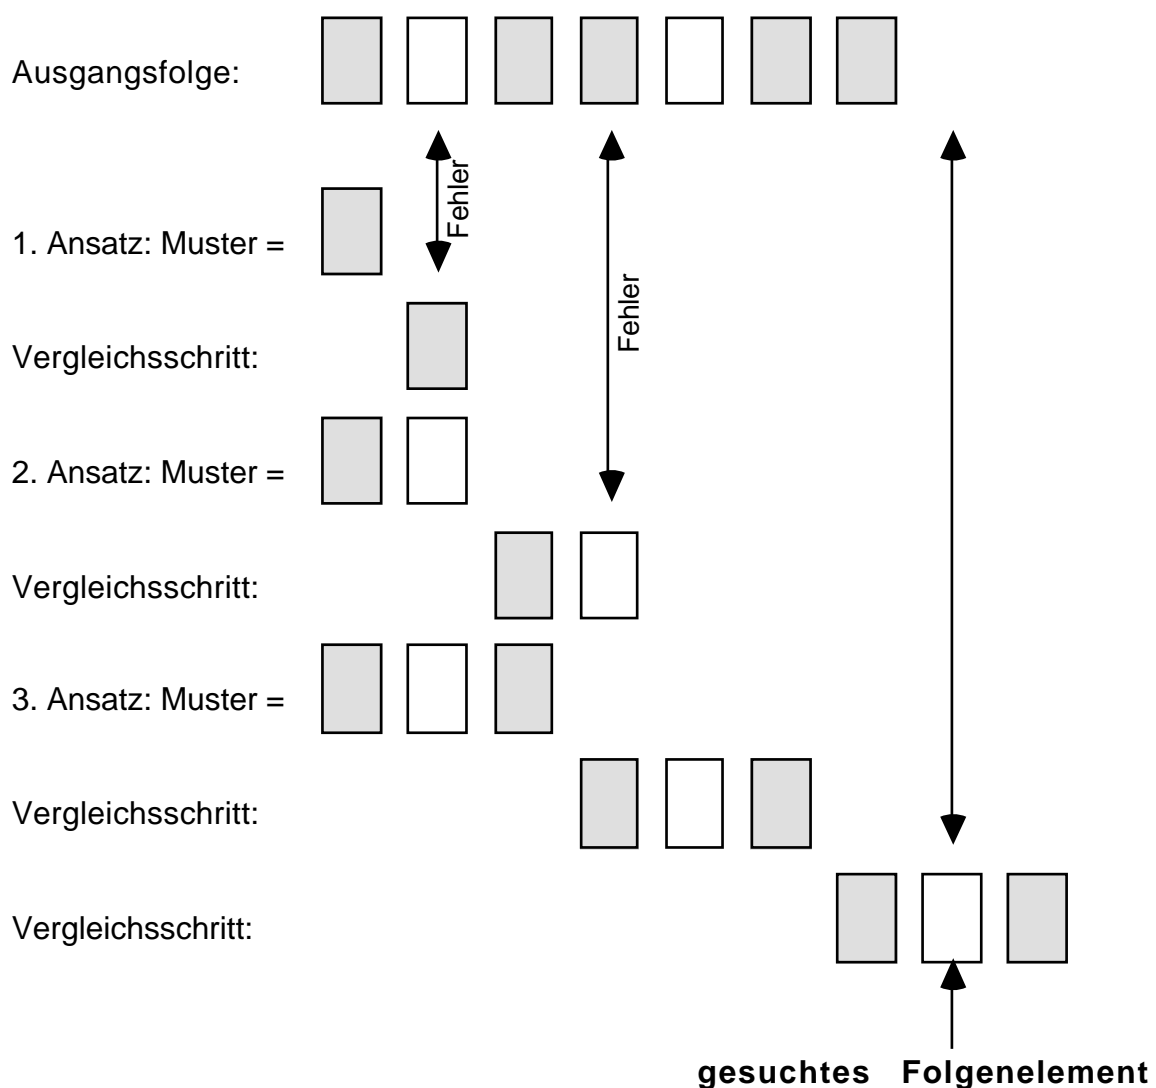 Ausgangsfolge:
Fehler
1. Ansatz: Muster =
Fehler
Vergleichsschritt:
2. Ansatz: Muster =
Vergleichsschritt:
3. Ansatz: Muster =
Vergleichsschritt:
Vergleichsschritt:
gesuchtes Folgenelement